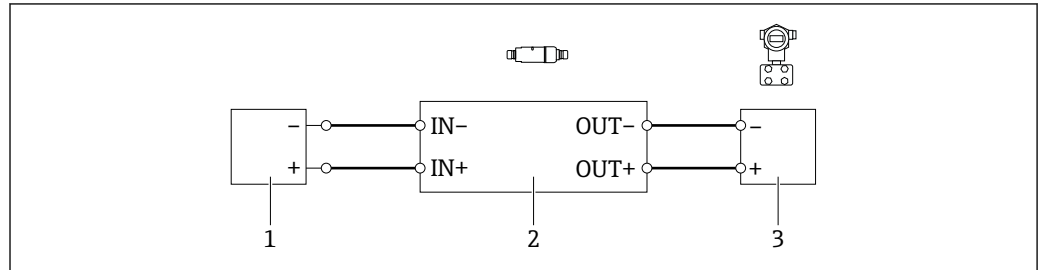 − IN− OUT− −
+ IN+ OUT+ +
1 2 3